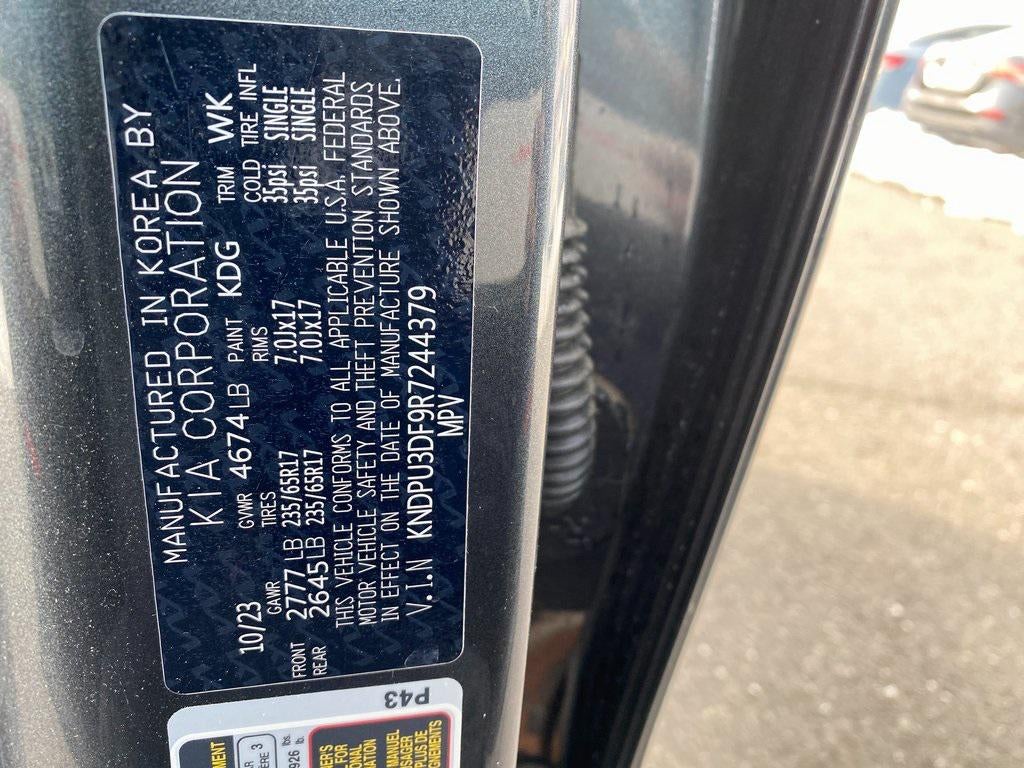 MANUFACTURED IN KOREA BY
KIA CORPORATION
10/23 GVWR 4674LB PAINT KDG TRIM WK
GAWR TIRES RIMS COLD TIRE INFL
FRONT 2777LB 235/65R17 7.0Jx17 35psi SINGLE
REAR 2645LB 235/65R17 7.0Jx17 35psi SINGLE
THIS VEHICLE CONFORMS TO ALL APPLICABLE U.S.A. FEDERAL
MOTOR VEHICLE SAFETY AND THEFT PREVENTION STANDARDS
IN EFFECT ON THE DATE OF MANUFACTURE SHOWN ABOVE.
V.I.N KNDPU3DF9R7244379
MPV
P43